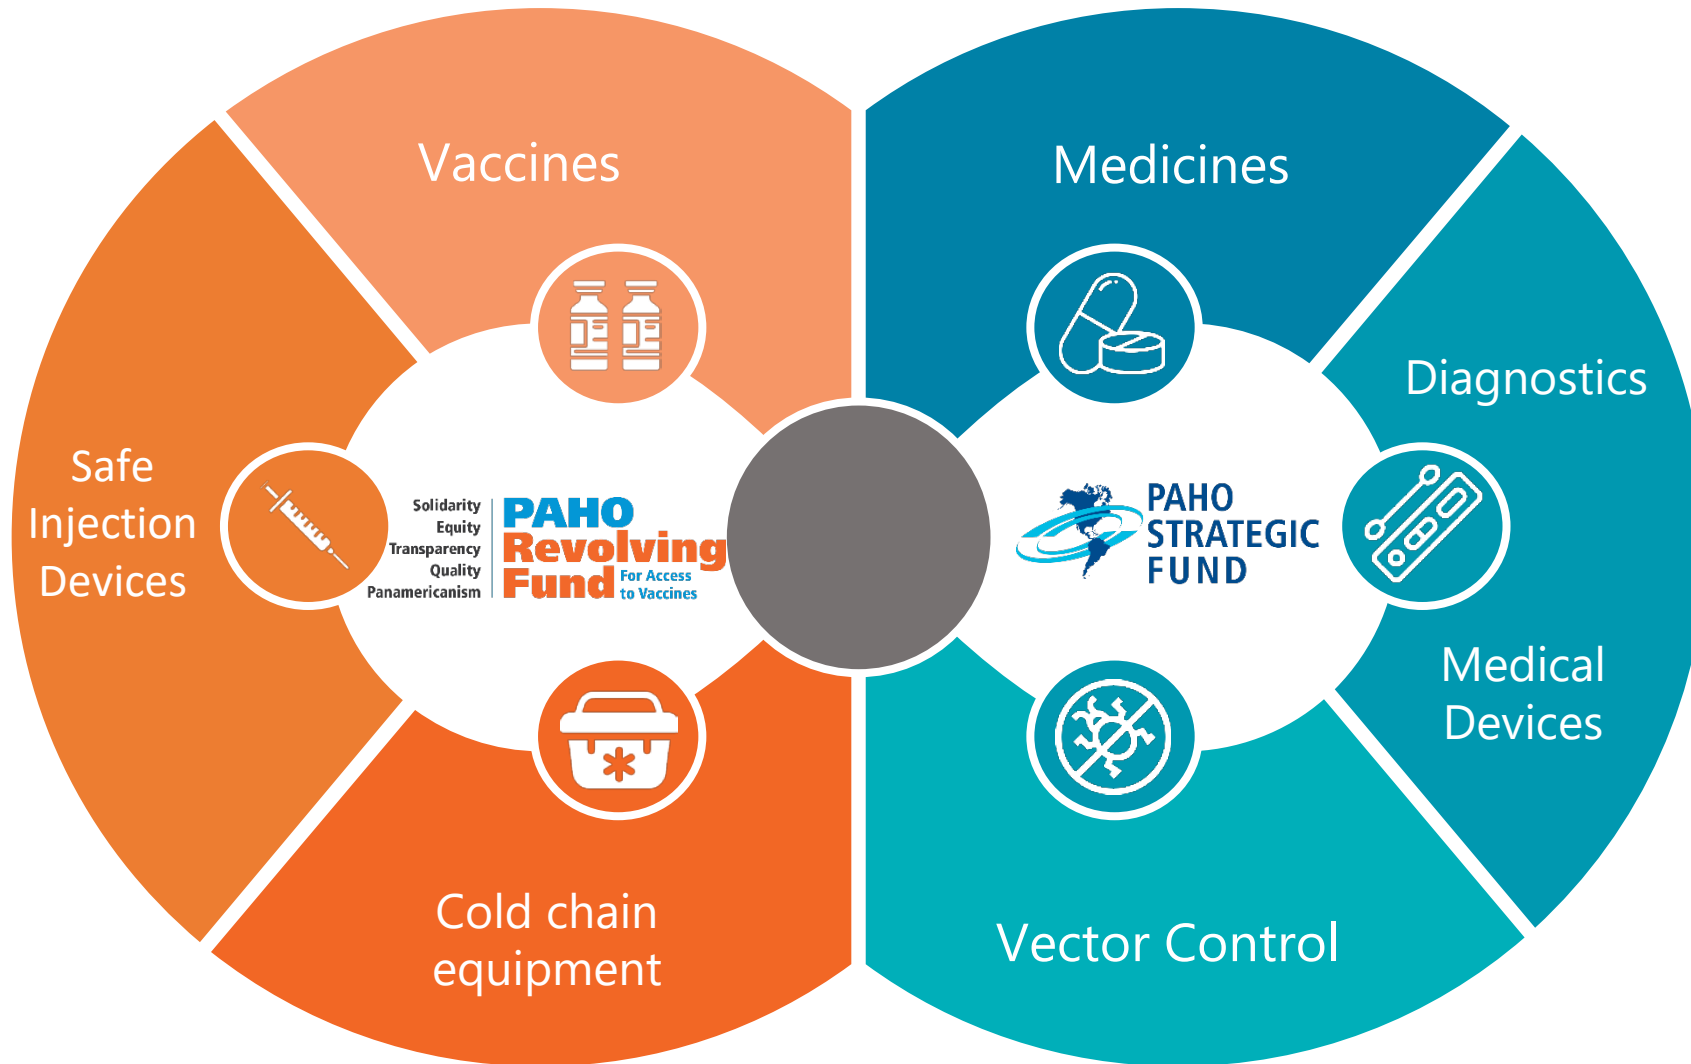 Vaccines
Medicines
Diagnostics
Safe
Injection
Devices
Solidarity
Equity
Transparency
Quality
Panamericanism
PAHO
Revolving
Fund
For Access
to Vaccines
PAHO
STRATEGIC
FUND
Medical
Devices
Cold chain
equipment
Vector Control